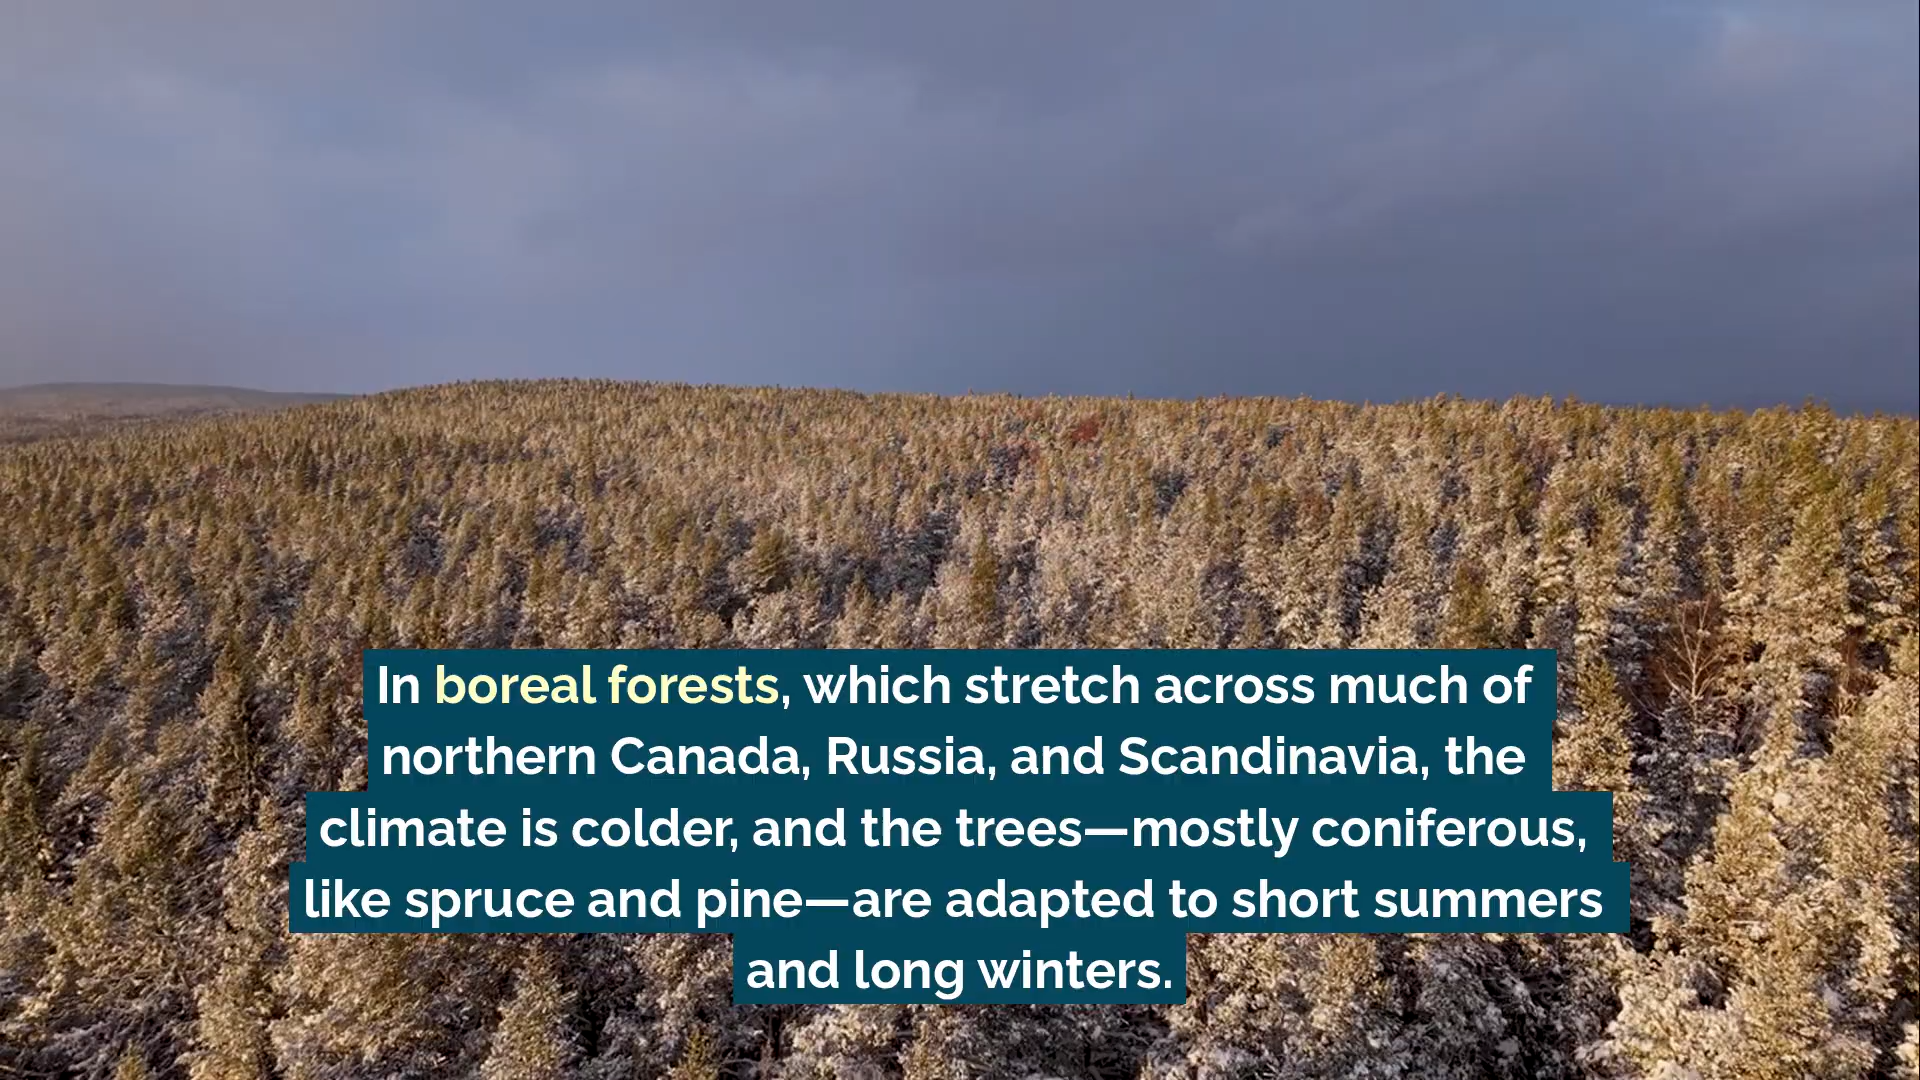 In boreal forests, which stretch across much of
northern Canada, Russia, and Scandinavia, the
climate is colder, and the trees—mostly coniferous,
like spruce and pine—are adapted to short summers
and long winters.